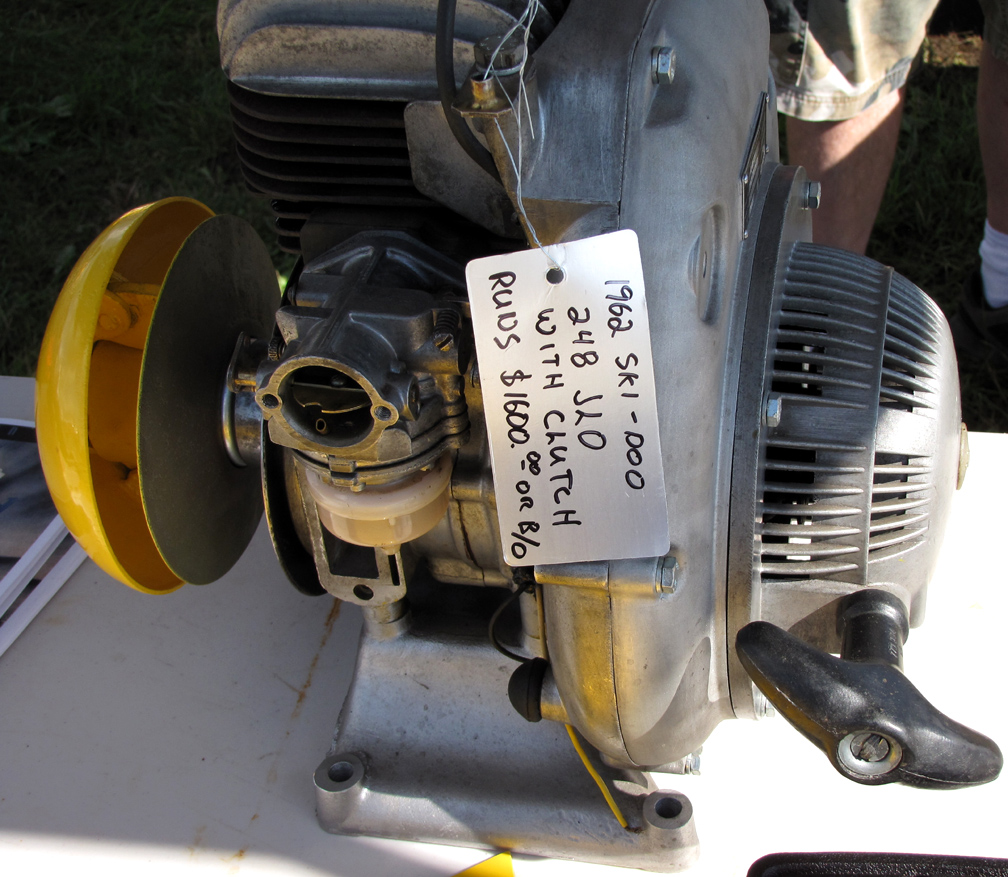 1962 SKI-DOO
248 JLO
WITH CLUTCH
RUNS $1600.00 OR B/O